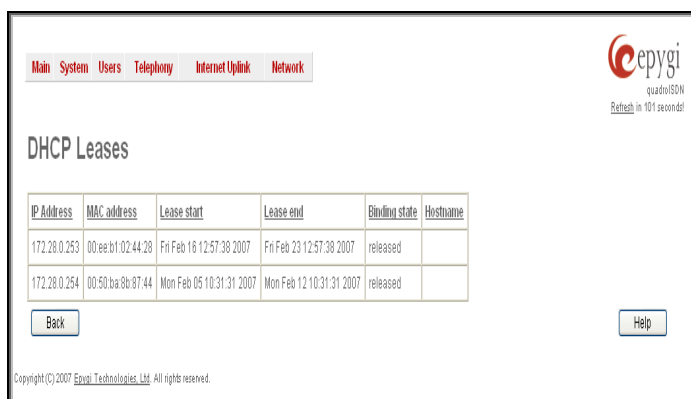 Main System Users Telephony Internet Uplink Network
epygi
quadroISDN
Refresh in 101 seconds!
DHCP Leases
IP Address MAC address Lease start Lease end Binding state Hostname
172.28.0.253 00:ee:b1:02:44:28 Fri Feb 16 12:57:38 2007 Fri Feb 23 12:57:38 2007 released
172.28.0.254 00:50:ba:8b:87:44 Mon Feb 05 10:31:31 2007 Mon Feb 12 10:31:31 2007 released
Back Help
Copyright (C) 2007 Epygi Technologies, Ltd. All rights reserved.